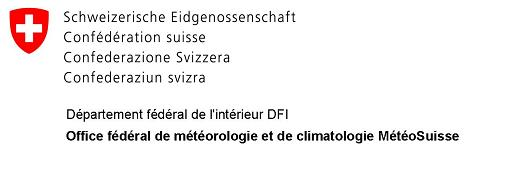 Schweizerische Eidgenossenschaft
Confédération suisse
Confederazione Svizzera
Confederaziun svizra
Département fédéral de l'intérieur DFI
Office fédéral de météorologie et de climatologie MétéoSuisse